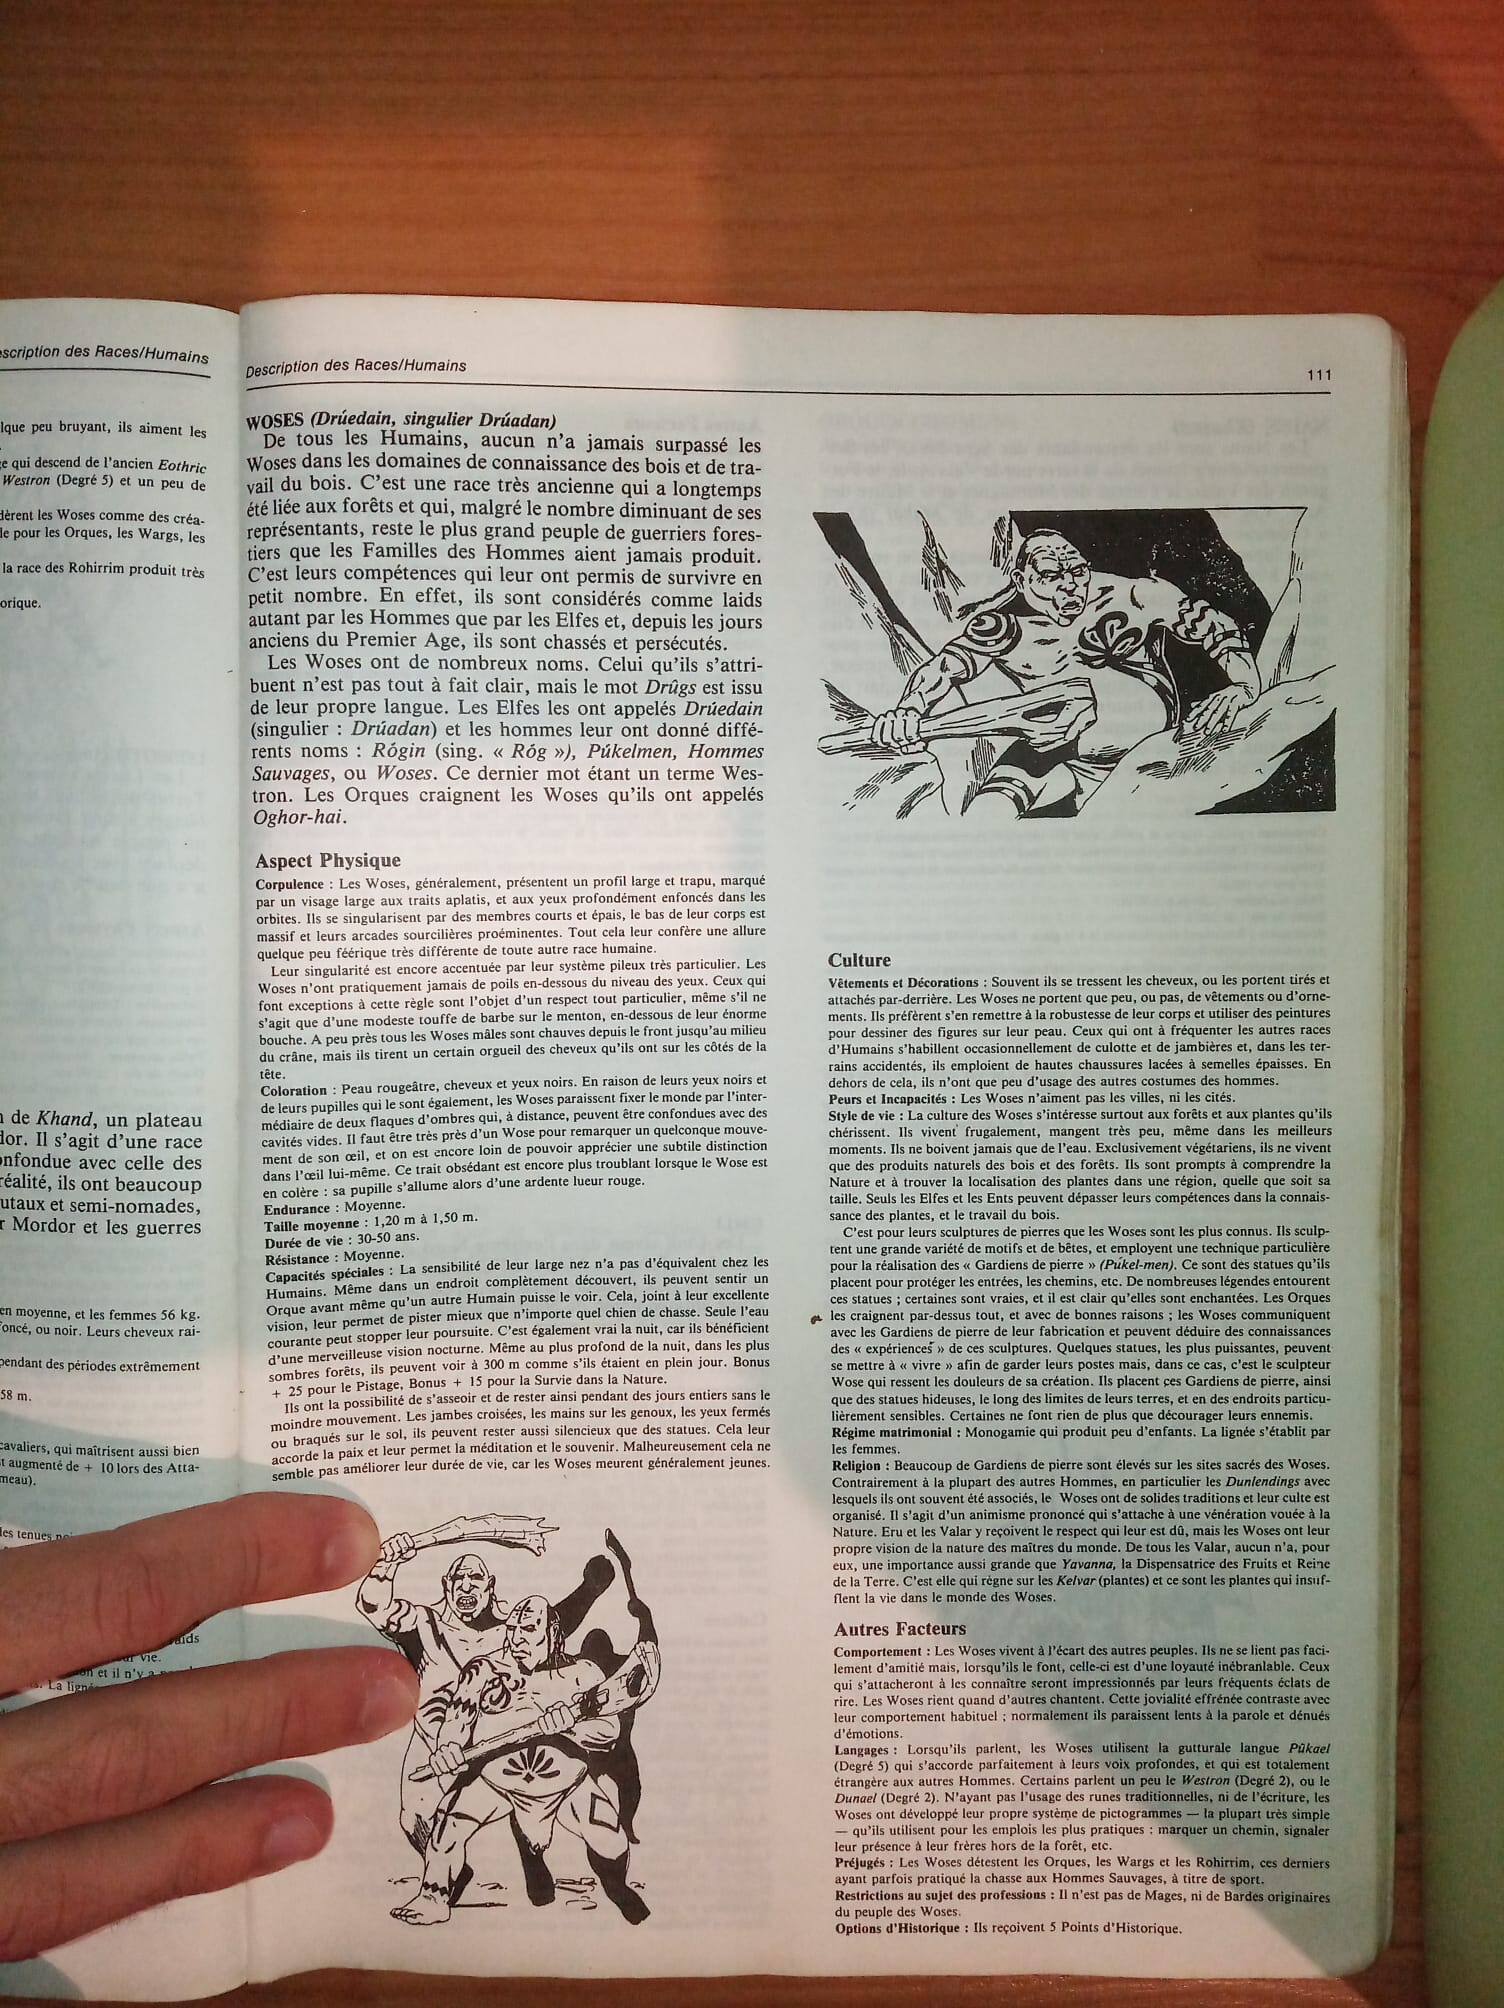 escription des Races/Humains
lque peu bruyant, ils aiment les
e qui descend de l'ancien Eothric
Westron (Degré 5) et un peu de
dèrent les Woses comme des créa-
le pour les Orques, les Wargs, les
la race des Rohirrim produit très
orique.
de Khand, un plateau
dor. Il s'agit d'une race
onfondue avec celle des
réalité, ils ont beaucoup
utaux et semi-nomades,
r Mordor et les guerres
en moyenne, et les femmes 56 kg.
foncé, ou noir. Leurs cheveux rai-
pendant des périodes extrêmement
58 m.
cavaliers, qui maîtrisent aussi bien
t augmenté de + 10 lors des Atta-
meau).
les tenues
vie.
et il n'y a
La
Description des Races/Humains
111
WOSES (Drúedain, singulier Drúadan)
De tous les Humains, aucun n'a jamais surpassé les
Woses dans les domaines de connaissance des bois et de tra-
vail du bois. C'est une race très ancienne qui a longtemps
été liée aux forêts et qui, malgré le nombre diminuant de ses
représentants, reste le plus grand peuple de guerriers fores-
tiers que les Familles des Hommes aient jamais produit.
C'est leurs compétences qui leur ont permis de survivre en
petit nombre. En effet, ils sont considérés comme laids
autant par les Hommes que par les Elfes et, depuis les jours
anciens du Premier Age, ils sont chassés et persécutés.
Les Woses ont de nombreux noms. Celui qu'ils s'attri-
buent n'est pas tout à fait clair, mais le mot Drûgs est issu
de leur propre langue. Les Elfes les ont appelés Drúedain
(singulier : Drúadan) et les hommes leur ont donné diffé-
rents noms : Rógin (sing. « Róg »), Púkelmen, Hommes
Sauvages, ou Woses. Ce dernier mot étant un terme Wes-
tron. Les Orques craignent les Woses qu'ils ont appelés
Oghor-hai.
Aspect Physique
Corpulence : Les Woses, généralement, présentent un profil large et trapu, marqué
par un visage large aux traits aplatis, et aux yeux profondément enfoncés dans les
orbites. Ils se singularisent par des membres courts et épais, le bas de leur corps est
massif et leurs arcades sourcilières proéminentes. Tout cela leur confère une allure
quelque peu féérique très différente de toute autre race humaine.
Leur singularité est encore accentuée par leur système pileux très particulier. Les
Woses n'ont pratiquement jamais de poils en-dessous du niveau des yeux. Ceux qui
font exceptions à cette règle sont l'objet d'un respect tout particulier, même s'il ne
s'agit que d'une modeste touffe de barbe sur le menton, en-dessous de leur énorme
bouche. A peu près tous les Woses mâles sont chauves depuis le front jusqu'au milieu
du crâne, mais ils tirent un certain orgueil des cheveux qu'ils ont sur les côtés de la
tête.
Coloration : Peau rougeâtre, cheveux et yeux noirs. En raison de leurs yeux noirs et
de leurs pupilles qui le sont également, les Woses paraissent fixer le monde par l'inter-
médiaire de deux flaques d'ombres qui, à distance, peuvent être confondues avec des
cavités vides. Il faut être très près d'un Wose pour remarquer un quelconque mouve-
ment de son œil, et on est encore loin de pouvoir apprécier une subtile distinction
dans l'œil lui-même. Ce trait obsédant est encore plus troublant lorsque le Wose est
en colère : sa pupille s'allume alors d'une ardente lueur rouge.
Endurance : Moyenne.
Taille moyenne : 1,20 m à 1,50 m.
Durée de vie : 30-50 ans.
Résistance : Moyenne.
Capacités spéciales : La sensibilité de leur large nez n'a pas d'équivalent chez les
Humains. Même dans un endroit complètement découvert, ils peuvent sentir un
Orque avant même qu'un autre Humain puisse le voir. Cela, joint à leur excellente
vision, leur permet de pister mieux que n'importe quel chien de chasse. Seule l'eau
courante peut stopper leur poursuite. C'est également vrai la nuit, car ils bénéficient
d'une merveilleuse vision nocturne. Même au plus profond de la nuit, dans les plus
sombres forêts, ils peuvent voir à 300 m comme s'ils étaient en plein jour. Bonus
+ 25 pour le Pistage, Bonus + 15 pour la Survie dans la Nature.
Ils ont la possibilité de s'asseoir et de rester ainsi pendant des jours entiers sans le
moindre mouvement. Les jambes croisées, les mains sur les genoux, les yeux fermés
ou braqués sur le sol, ils peuvent rester aussi silencieux que des statues. Cela leur
accorde la paix et leur permet la méditation et le souvenir. Malheureusement cela ne
semble pas améliorer leur durée de vie, car les Woses meurent généralement jeunes.
Culture
Vêtements et Décorations : Souvent ils se tressent les cheveux, ou les portent tirés et
attachés par-derrière. Les Woses ne portent que peu, ou pas, de vêtements ou d'orne-
ments. Ils préfèrent s'en remettre à la robustesse de leur corps et utiliser des peintures
pour dessiner des figures sur leur peau. Ceux qui ont à fréquenter les autres races
d'Humains s'habillent occasionnellement de culotte et de jambières et, dans les ter-
rains accidentés, ils emploient de hautes chaussures lacées à semelles épaisses. En
dehors de cela, ils n'ont que peu d'usage des autres costumes des hommes.
Peurs et Incapacités : Les Woses n'aiment pas les villes, ni les cités.
Style de vie : La culture des Woses s'intéresse surtout aux forêts et aux plantes qu'ils
chérissent. Ils vivent frugalement, mangent très peu, même dans les meilleurs
moments. Ils ne boivent jamais que de l'eau. Exclusivement végétariens, ils ne vivent
que des produits naturels des bois et des forêts. Ils sont prompts à comprendre la
Nature et à trouver la localisation des plantes dans une région, quelle que soit sa
taille. Seuls les Elfes et les Ents peuvent dépasser leurs compétences dans la connais-
sance des plantes, et le travail du bois.
C'est pour leurs sculptures de pierres que les Woses sont les plus connus. Ils sculp-
tent une grande variété de motifs et de bêtes, et employent une technique particulière
pour la réalisation des « Gardiens de pierre » (Púkel-men). Ce sont des statues qu'ils
placent pour protéger les entrées, les chemins, etc. De nombreuses légendes entourent
ces statues ; certaines sont vraies, et il est clair qu'elles sont enchantées. Les Orques
les craignent par-dessus tout, et avec de bonnes raisons ; les Woses communiquent
avec les Gardiens de pierre de leur fabrication et peuvent déduire des connaissances
des « expériences » de ces sculptures. Quelques statues, les plus puissantes, peuvent
se mettre à « vivre » afin de garder leurs postes mais, dans ce cas, c'est le sculpteur
Wose qui ressent les douleurs de sa création. Ils placent ces Gardiens de pierre, ainsi
que des statues hideuses, le long des limites de leurs terres, et en des endroits particu-
lièrement sensibles. Certaines ne font rien de plus que décourager leurs ennemis.
Régime matrimonial : Monogamie qui produit peu d'enfants. La lignée s'établit par
les femmes.
Religion : Beaucoup de Gardiens de pierre sont élevés sur les sites sacrés des Woses.
Contrairement à la plupart des autres Hommes, en particulier les Dunlendings avec
lesquels ils ont souvent été associés, le Woses ont de solides traditions et leur culte est
organisé. Il s'agit d'un animisme prononcé qui s'attache à une vénération vouée à la
Nature. Eru et les Valar y reçoivent le respect qui leur est dû, mais les Woses ont leur
propre vision de la nature des maîtres du monde. De tous les Valar, aucun n'a, pour
eux, une importance aussi grande que Yavanna, la Dispensatrice des Fruits et Reine
de la Terre. C'est elle qui règne sur les Kelvar (plantes) et ce sont les plantes qui insuf-
flent la vie dans le monde des Woses.
Autres Facteurs
Comportement : Les Woses vivent à l'écart des autres peuples. Ils ne se lient pas faci-
lement d'amitié mais, lorsqu'ils le font, celle-ci est d'une loyauté inébranlable. Ceux
qui s'attacheront à les connaître seront impressionnés par leurs fréquents éclats de
rire. Les Woses rient quand d'autres chantent. Cette jovialité effrénée contraste avec
leur comportement habituel ; normalement ils paraissent lents à la parole et dénués
d'émotions.
Langages : Lorsqu'ils parlent, les Woses utilisent la gutturale langue Pûkael
(Degré 5) qui s'accorde parfaitement à leurs voix profondes, et qui est totalement
étrangère aux autres Hommes. Certains parlent un peu le Westron (Degré 2), ou le
Dunael (Degré 2). N'ayant pas l'usage des runes traditionnelles, ni de l'écriture, les
Woses ont développé leur propre système de pictogrammes — la plupart très simple
— qu'ils utilisent pour les emplois les plus pratiques : marquer un chemin, signaler
leur présence à leur frères hors de la forêt, etc.
Préjugés : Les Woses détestent les Orques, les Wargs et les Rohirrim, ces derniers
ayant parfois pratiqué la chasse aux Hommes Sauvages, à titre de sport.
Restrictions au sujet des professions : Il n'est pas de Mages, ni de Bardes originaires
du peuple des Woses.
Options d'Historique : Ils reçoivent 5 Points d'Historique.